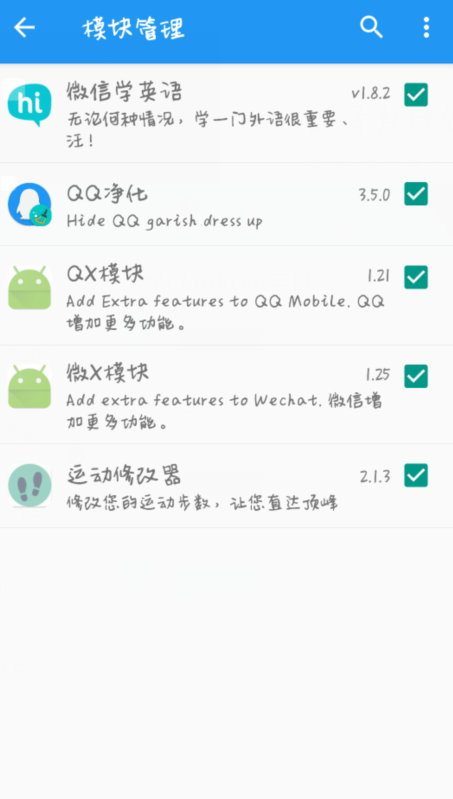 模块管理
hi
微信学英语
v1.8.2
无论何种情况，学一门外语很重要、
汪！
QQ净化
3.5.0
Hide QQ garish dress up
QX模块
1.21
Add Extra features to QQ Mobile. QQ
增加更多功能。
微X模块
1.25
Add extra features to Wechat. 微信增
加更多功能。
运动修改器
2.1.3
修改您的运动步数，让您直达顶峰